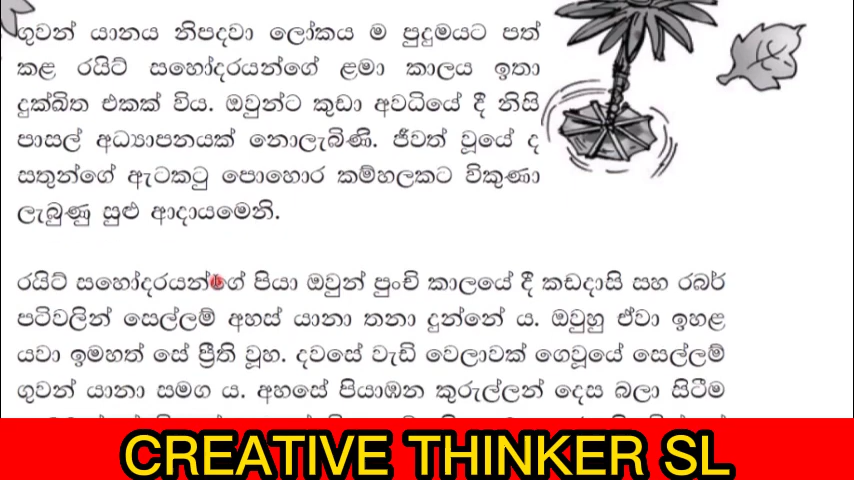 ගුවන් යානය නිපදවා ලෝකය ම පුදුමයට පත්
කළ රයිට් සහෝදරයන්ගේ ළමා කාලය ඉතා
දුක්ඛිත එකක් විය. ඔවුන්ට කුඩා අවධියේ දී නිසි
පාසල් අධ්‍යාපනයක් නොලැබිණි. ජීවත් වූයේ ද
සතුන්ගේ ඇටකටු පොහොර කම්හලකට විකුණා
ලැබුණු සුළු ආදායමෙනි.
රයිට් සහෝදරයන්ගේ පියා ඔවුන් පුංචි කාලයේ දී කඩදාසි සහ රබර්
පටිවලින් සෙල්ලම් අහස් යානා තනා දුන්නේ ය. ඔවුහු ඒවා ඉහළ
යවා ඉමහත් සේ ප්‍රීති වූහ. දවසේ වැඩි වෙලාවක් ගෙවූයේ සෙල්ලම්
ගුවන් යානා සමග ය. අහසේ පියාඹන කුරුල්ලන් දෙස බලා සිටීම
CREATIVE THINKER SL